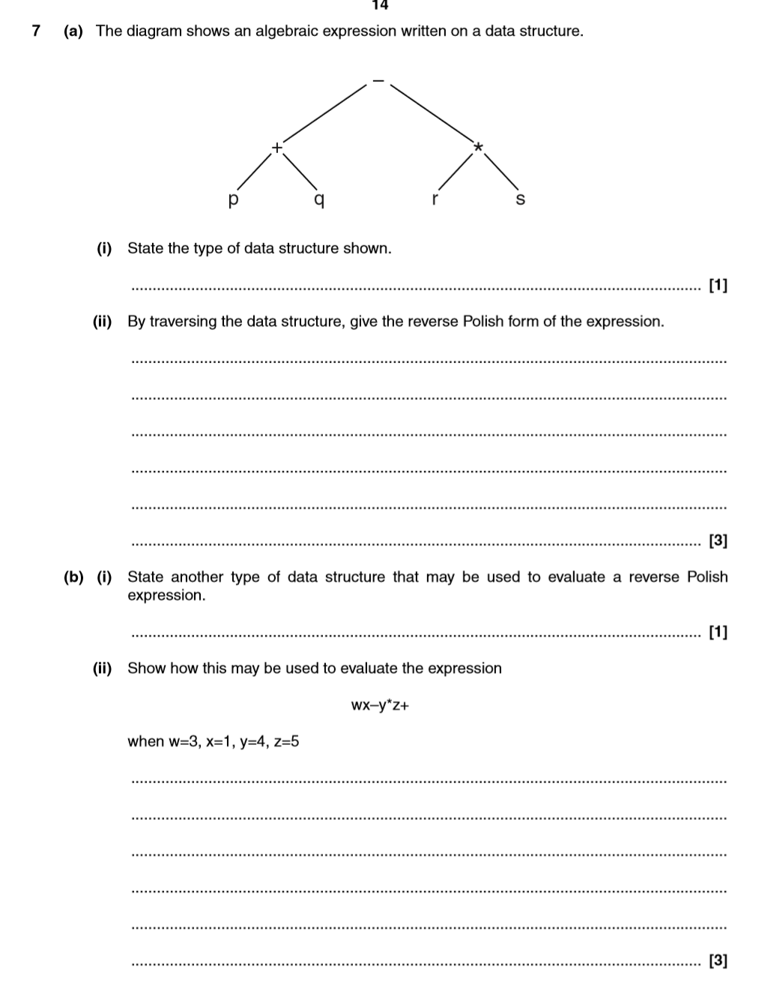 14
7 (a) The diagram shows an algebraic expression written on a data structure.
–
+ *
p q r s
(i) State the type of data structure shown.
[1]
(ii) By traversing the data structure, give the reverse Polish form of the expression.
[3]
(b) (i) State another type of data structure that may be used to evaluate a reverse Polish
expression.
[1]
(ii) Show how this may be used to evaluate the expression
wx–y*z+
when w=3, x=1, y=4, z=5
[3]